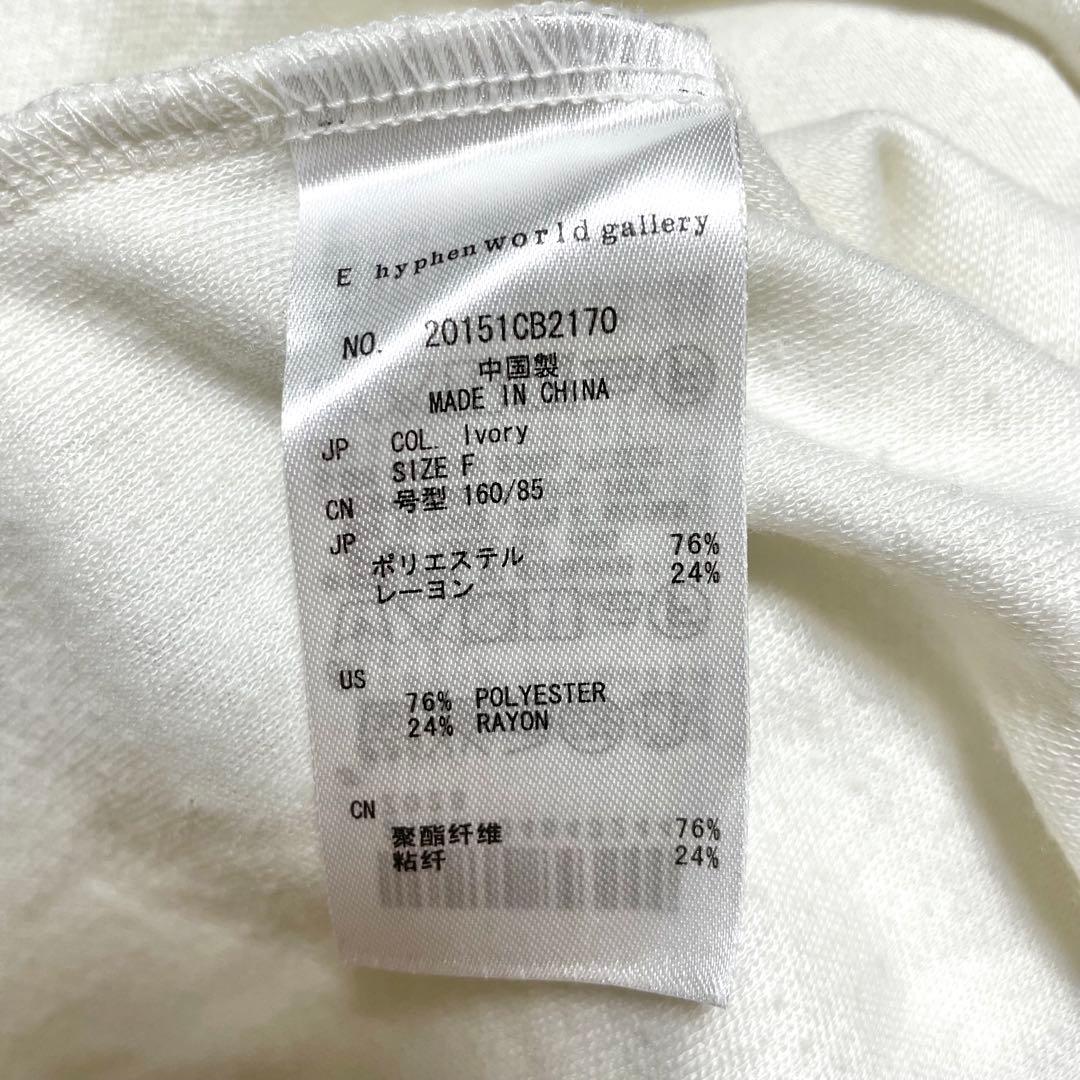 E hyphen world gallery
NO. 20151CB2170
中国製
MADE IN CHINA
JP COL. Ivory
SIZE F
CN 号型 160/85
JP ポリエステル 76%
レーヨン 24%
US
76% POLYESTER
24% RAYON
CN
聚酯纤维 76%
粘纤 24%